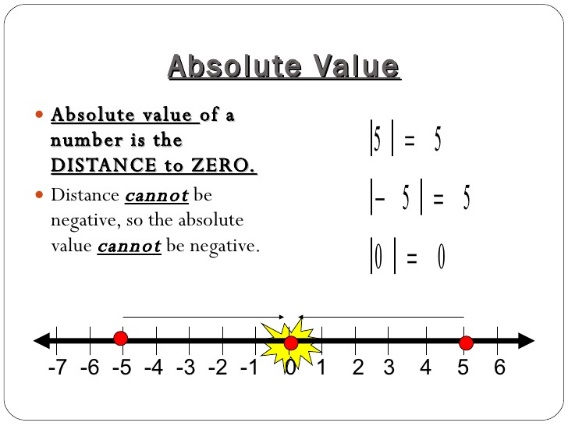 Absolute Value
Absolute value of a
number is the
DISTANCE to ZERO.
Distance cannot be
negative, so the absolute
value cannot be negative.
|5| = 5
|− 5| = 5
|0| = 0
-7 -6 -5 -4 -3 -2 -1 0 1 2 3 4 5 6